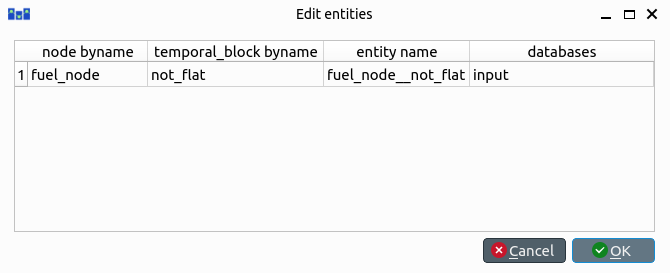 Edit entities
node byname temporal_block byname entity name databases
1 fuel_node not_flat fuel_node__not_flat input
Cancel OK